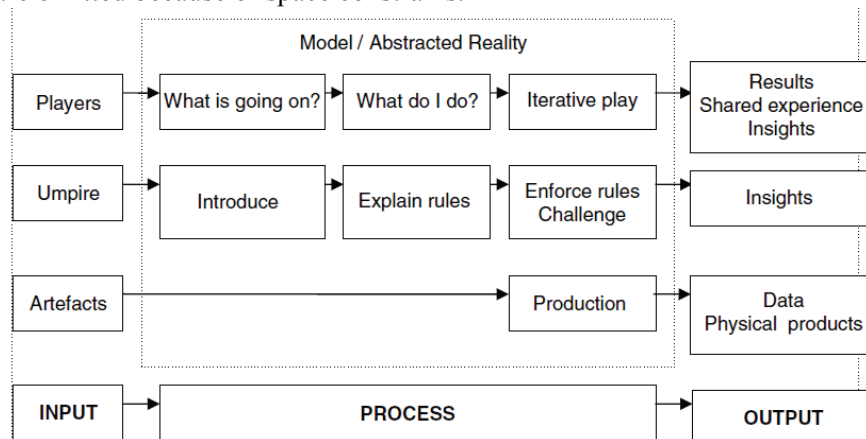 Model / Abstracted Reality
Players
What is going on?
What do I do?
Iterative play
Results
Shared experience
Insights
Umpire
Introduce
Explain rules
Enforce rules
Challenge
Insights
Artefacts
Production
Data
Physical products
INPUT
PROCESS
OUTPUT